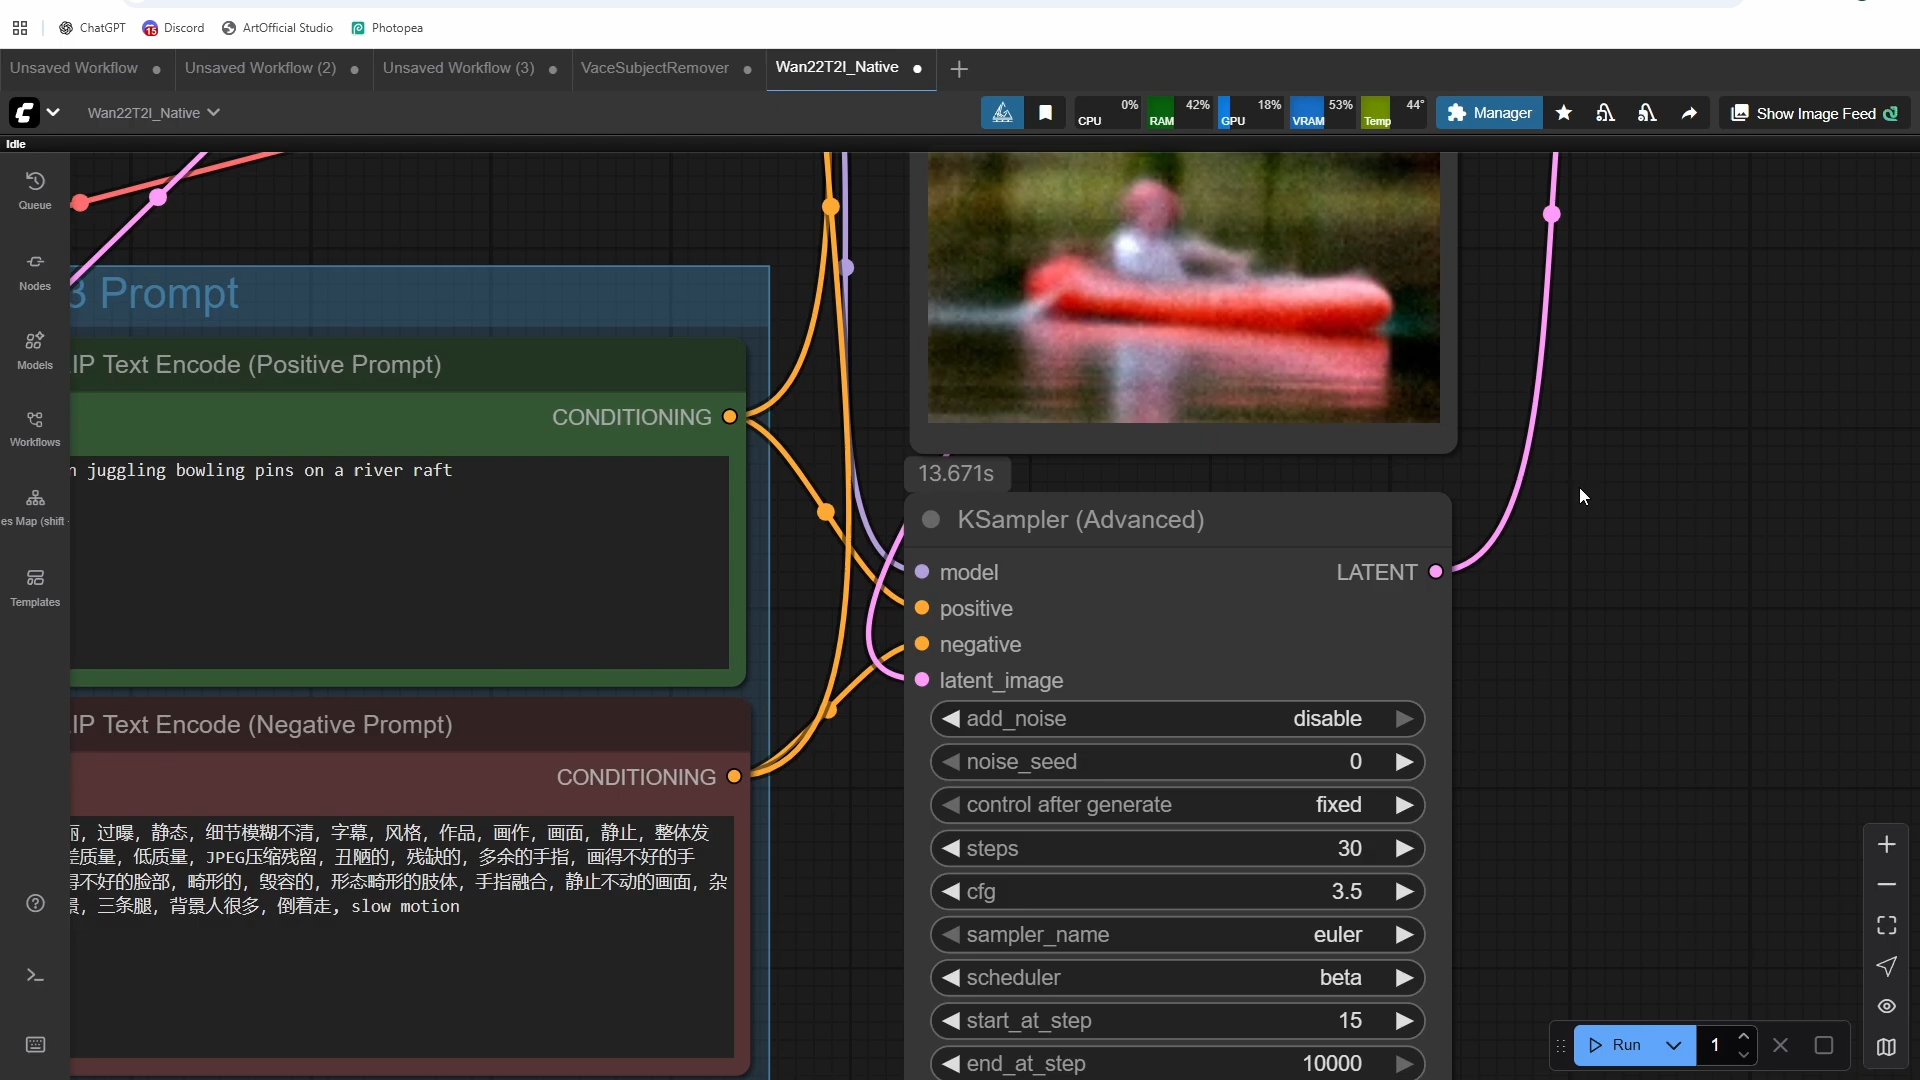 ChatGPT
15
Discord
ArtOfficial Studio
Photopea
Unsaved Workflow
Unsaved Workflow (2)
Unsaved Workflow (3)
VaceSubjectRemover
Wan22T2I_Native
Wan22T2I_Native
CPU 0%
RAM 42%
GPU 18%
VRAM 53%
Temp 44°
Manager
Show Image Feed
Idle
Queue
Nodes
Models
Workflows
es Map (shift
Templates
3 Prompt
IP Text Encode (Positive Prompt)
CONDITIONING
juggling bowling pins on a river raft
IP Text Encode (Negative Prompt)
CONDITIONING
，过曝，静态，细节模糊不清，字幕，风格，作品，画作，画面，静止，整体发
质量，低质量，JPEG压缩残留，丑陋的，残缺的，多余的手指，画得不好的手
不好的脸部，畸形的，毁容的，形态畸形的肢体，手指融合，静止不动的画面，杂
，三条腿，背景人很多，倒着走, slow motion
13.671s
KSampler (Advanced)
model
LATENT
positive
negative
latent_image
add_noise disable
noise_seed 0
control after generate fixed
steps 30
cfg 3.5
sampler_name euler
scheduler beta
start_at_step 15
end_at_step 10000
Run
1